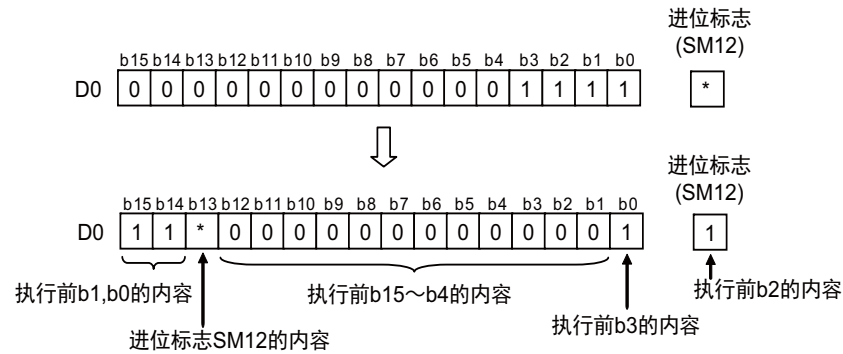 进位标志
(SM12)
b15 b14 b13 b12 b11 b10 b9 b8 b7 b6 b5 b4 b3 b2 b1 b0
D0 0 0 0 0 0 0 0 0 0 0 0 0 1 1 1 1 *
进位标志
(SM12)
b15 b14 b13 b12 b11 b10 b9 b8 b7 b6 b5 b4 b3 b2 b1 b0
D0 1 1 * 0 0 0 0 0 0 0 0 0 0 0 0 1 1
执行前b1,b0的内容 执行前b15～b4的内容 执行前b2的内容
执行前b3的内容
进位标志SM12的内容